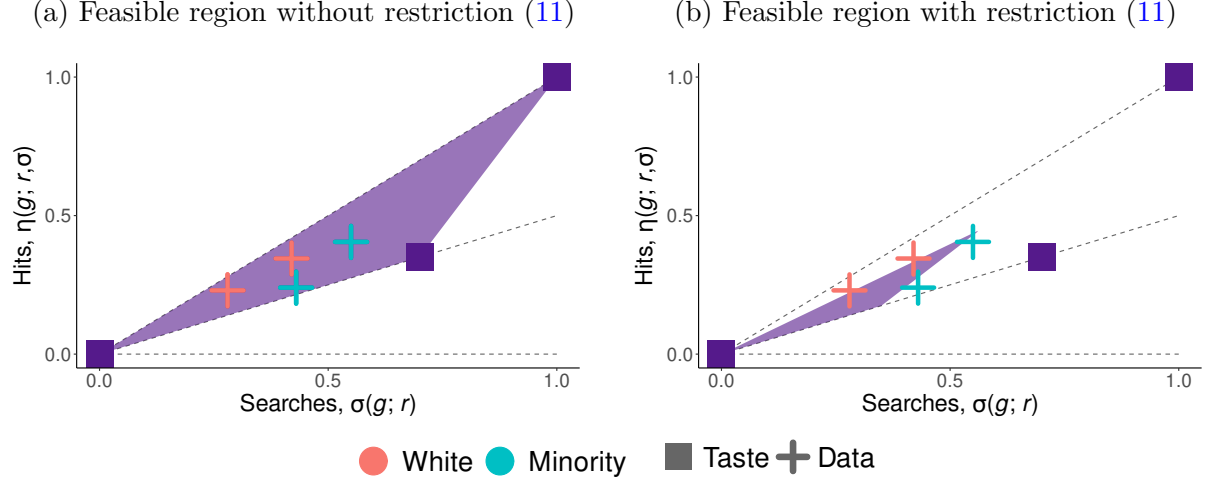 (a) Feasible region without restriction (11)
1.0
0.5
0.0
Hits, η(g; r,σ)
0.0 0.5 1.0
Searches, σ(g; r)
(b) Feasible region with restriction (11)
1.0
0.5
0.0
Hits, η(g; r,σ)
0.0 0.5 1.0
Searches, σ(g; r)
White Minority Taste Data